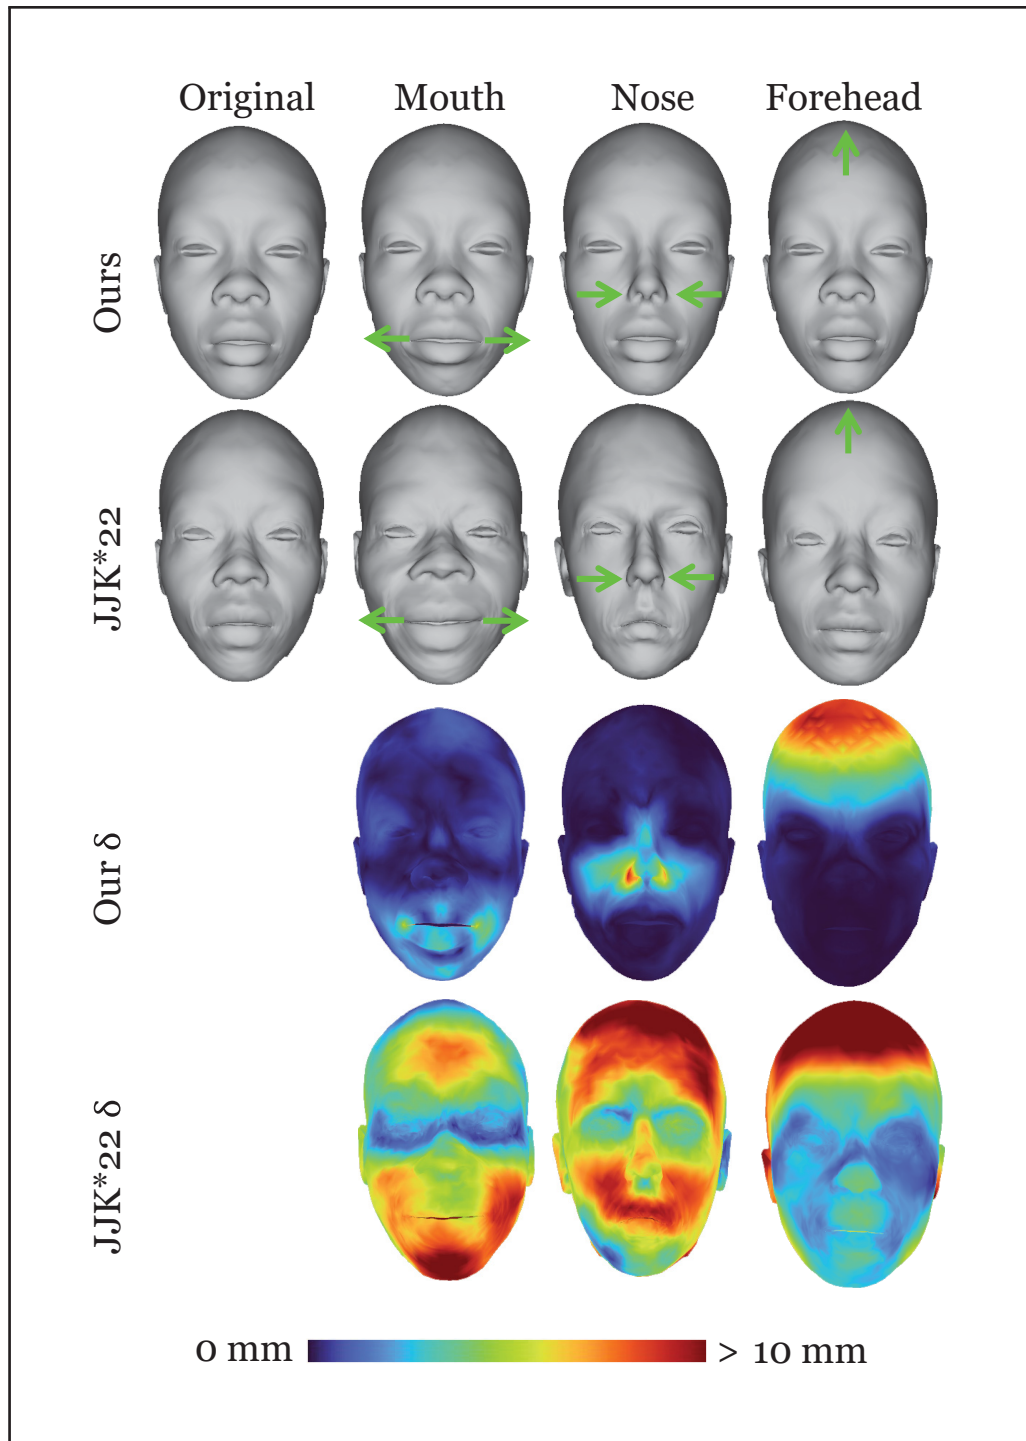 Original Mouth Nose Forehead
Ours
JJK*22
Our δ
JJK*22 δ
0 mm > 10 mm